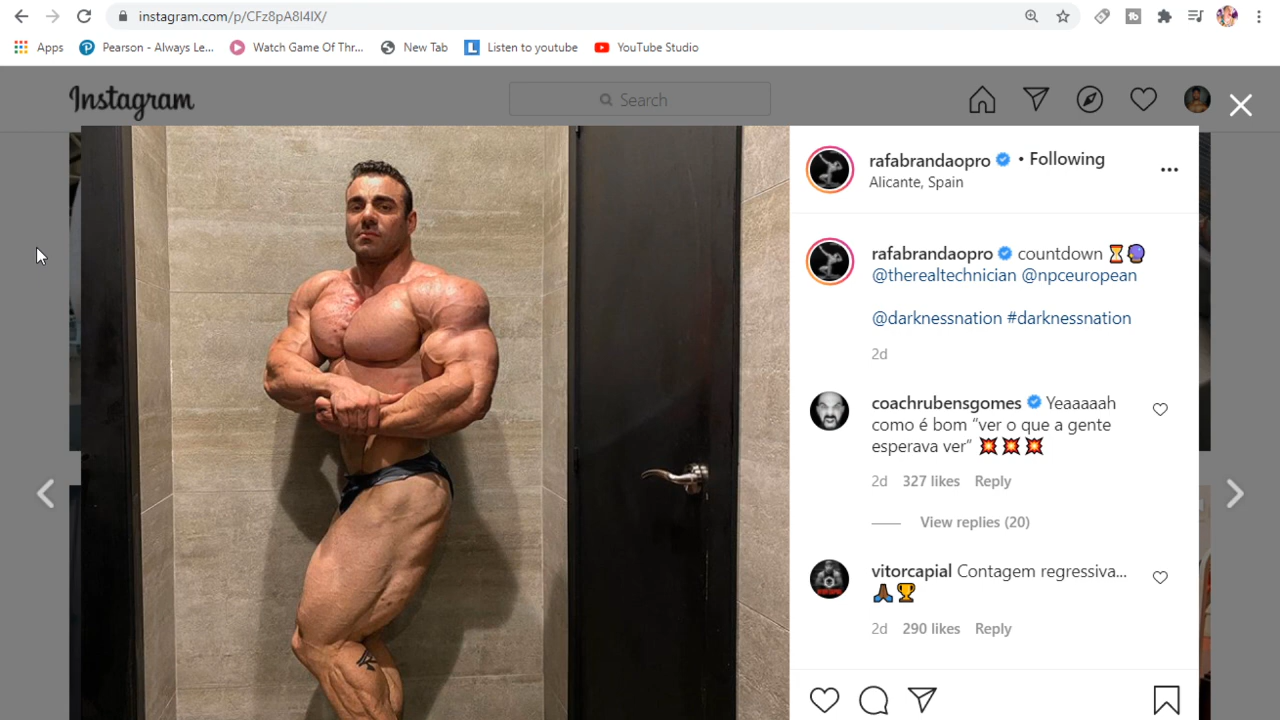 instagram.com/p/CFz8pA8I4IX/
Apps Pearson - Always Le... Watch Game Of Thr... New Tab Listen to youtube YouTube Studio
Instagram
Search
rafabrandaopro • Following
Alicante, Spain
rafabrandaopro countdown ⏳🔮
@therealtechnician @npceuropean
@darknessnation #darknessnation
2d
coachrubensgomes Yeaaaaah
como é bom “ver o que a gente
esperava ver” 💥💥💥
2d 327 likes Reply
View replies (20)
vitorcapial Contagem regressiva...
🙏🏾🏆
2d 290 likes Reply